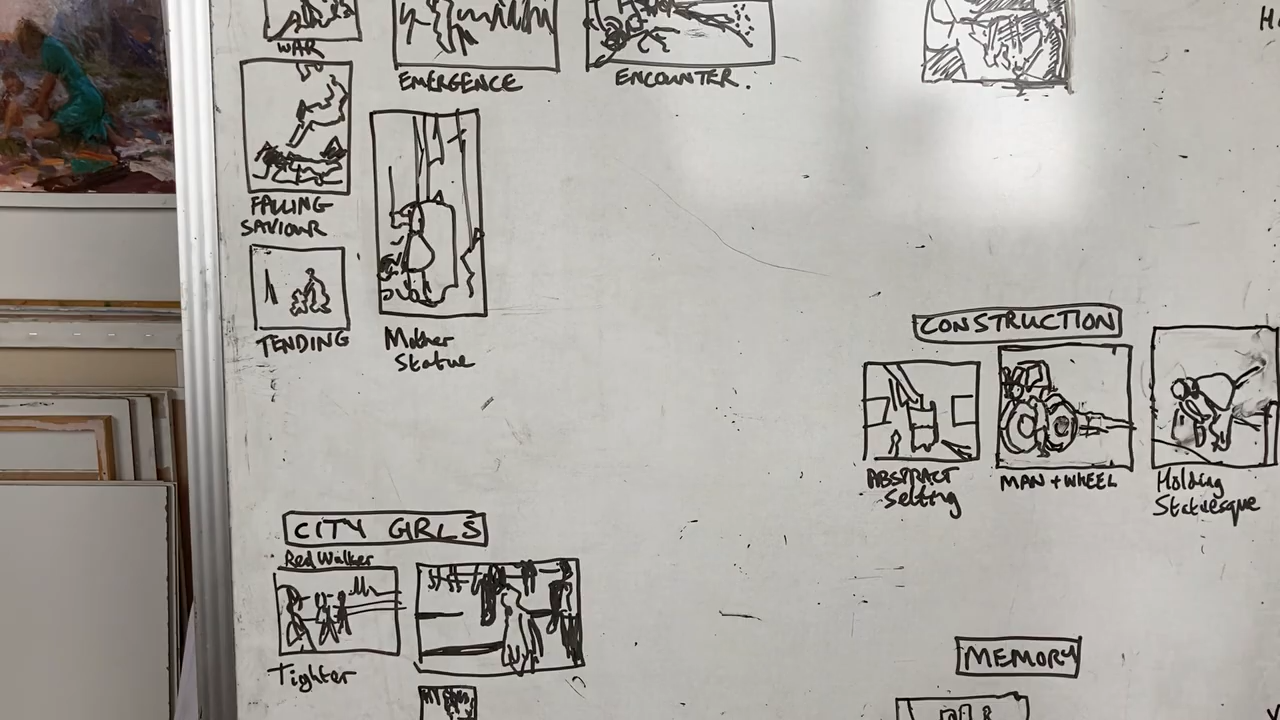 WAR
EMERGENCE
ENCOUNTER.
FALLING
SAVIOUR
TENDING
Mother
Statue
CONSTRUCTION
ABSTRACT
Setting
MAN + WHEEL
Holding
Statuesque
CITY GIRLS
Red Walker
Tighter
MEMORY